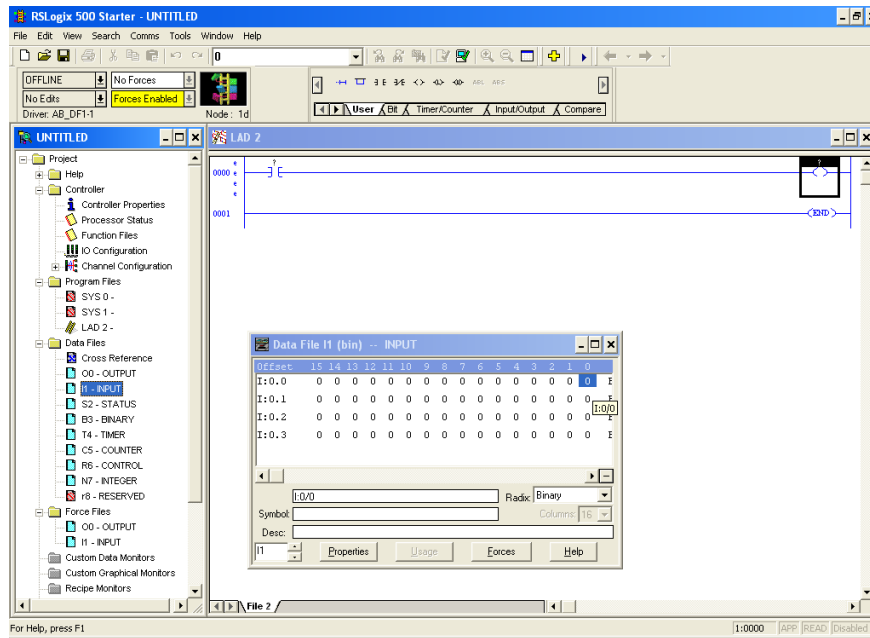 RSLogix 500 Starter - UNTITLED
File Edit View Search Comms Tools Window Help
0
OFFLINE No Forces
No Edits Forces Enabled
Driver: AB_DF1-1 Node : 1d
ABL ABS
User Bit Timer/Counter Input/Output Compare
UNTITLED
Project
Help
Controller
Controller Properties
Processor Status
Function Files
IO Configuration
Channel Configuration
Program Files
SYS 0 -
SYS 1 -
LAD 2 -
Data Files
Cross Reference
O0 - OUTPUT
I1 - INPUT
S2 - STATUS
B3 - BINARY
T4 - TIMER
C5 - COUNTER
R6 - CONTROL
N7 - INTEGER
r8 - RESERVED
Force Files
O0 - OUTPUT
I1 - INPUT
Custom Data Monitors
Custom Graphical Monitors
Recipe Monitors
LAD 2
e ? ?
0000 e
e
e
0001 END
Data File I1 (bin) -- INPUT
Offset 15 14 13 12 11 10 9 8 7 6 5 4 3 2 1 0
I:0.0 0 0 0 0 0 0 0 0 0 0 0 0 0 0 0 0
I:0.1 0 0 0 0 0 0 0 0 0 0 0 0 0 0 0 0
I:0.2 0 0 0 0 0 0 0 0 0 0 0 0 0 0 0 0
I:0.3 0 0 0 0 0 0 0 0 0 0 0 0 0 0 0 0
I:0/0
I:0/0 Radix: Binary
Symbol: Columns: 16
Desc:
I1 Properties Usage Forces Help
File 2
For Help, press F1
1:0000 APP READ Disabled